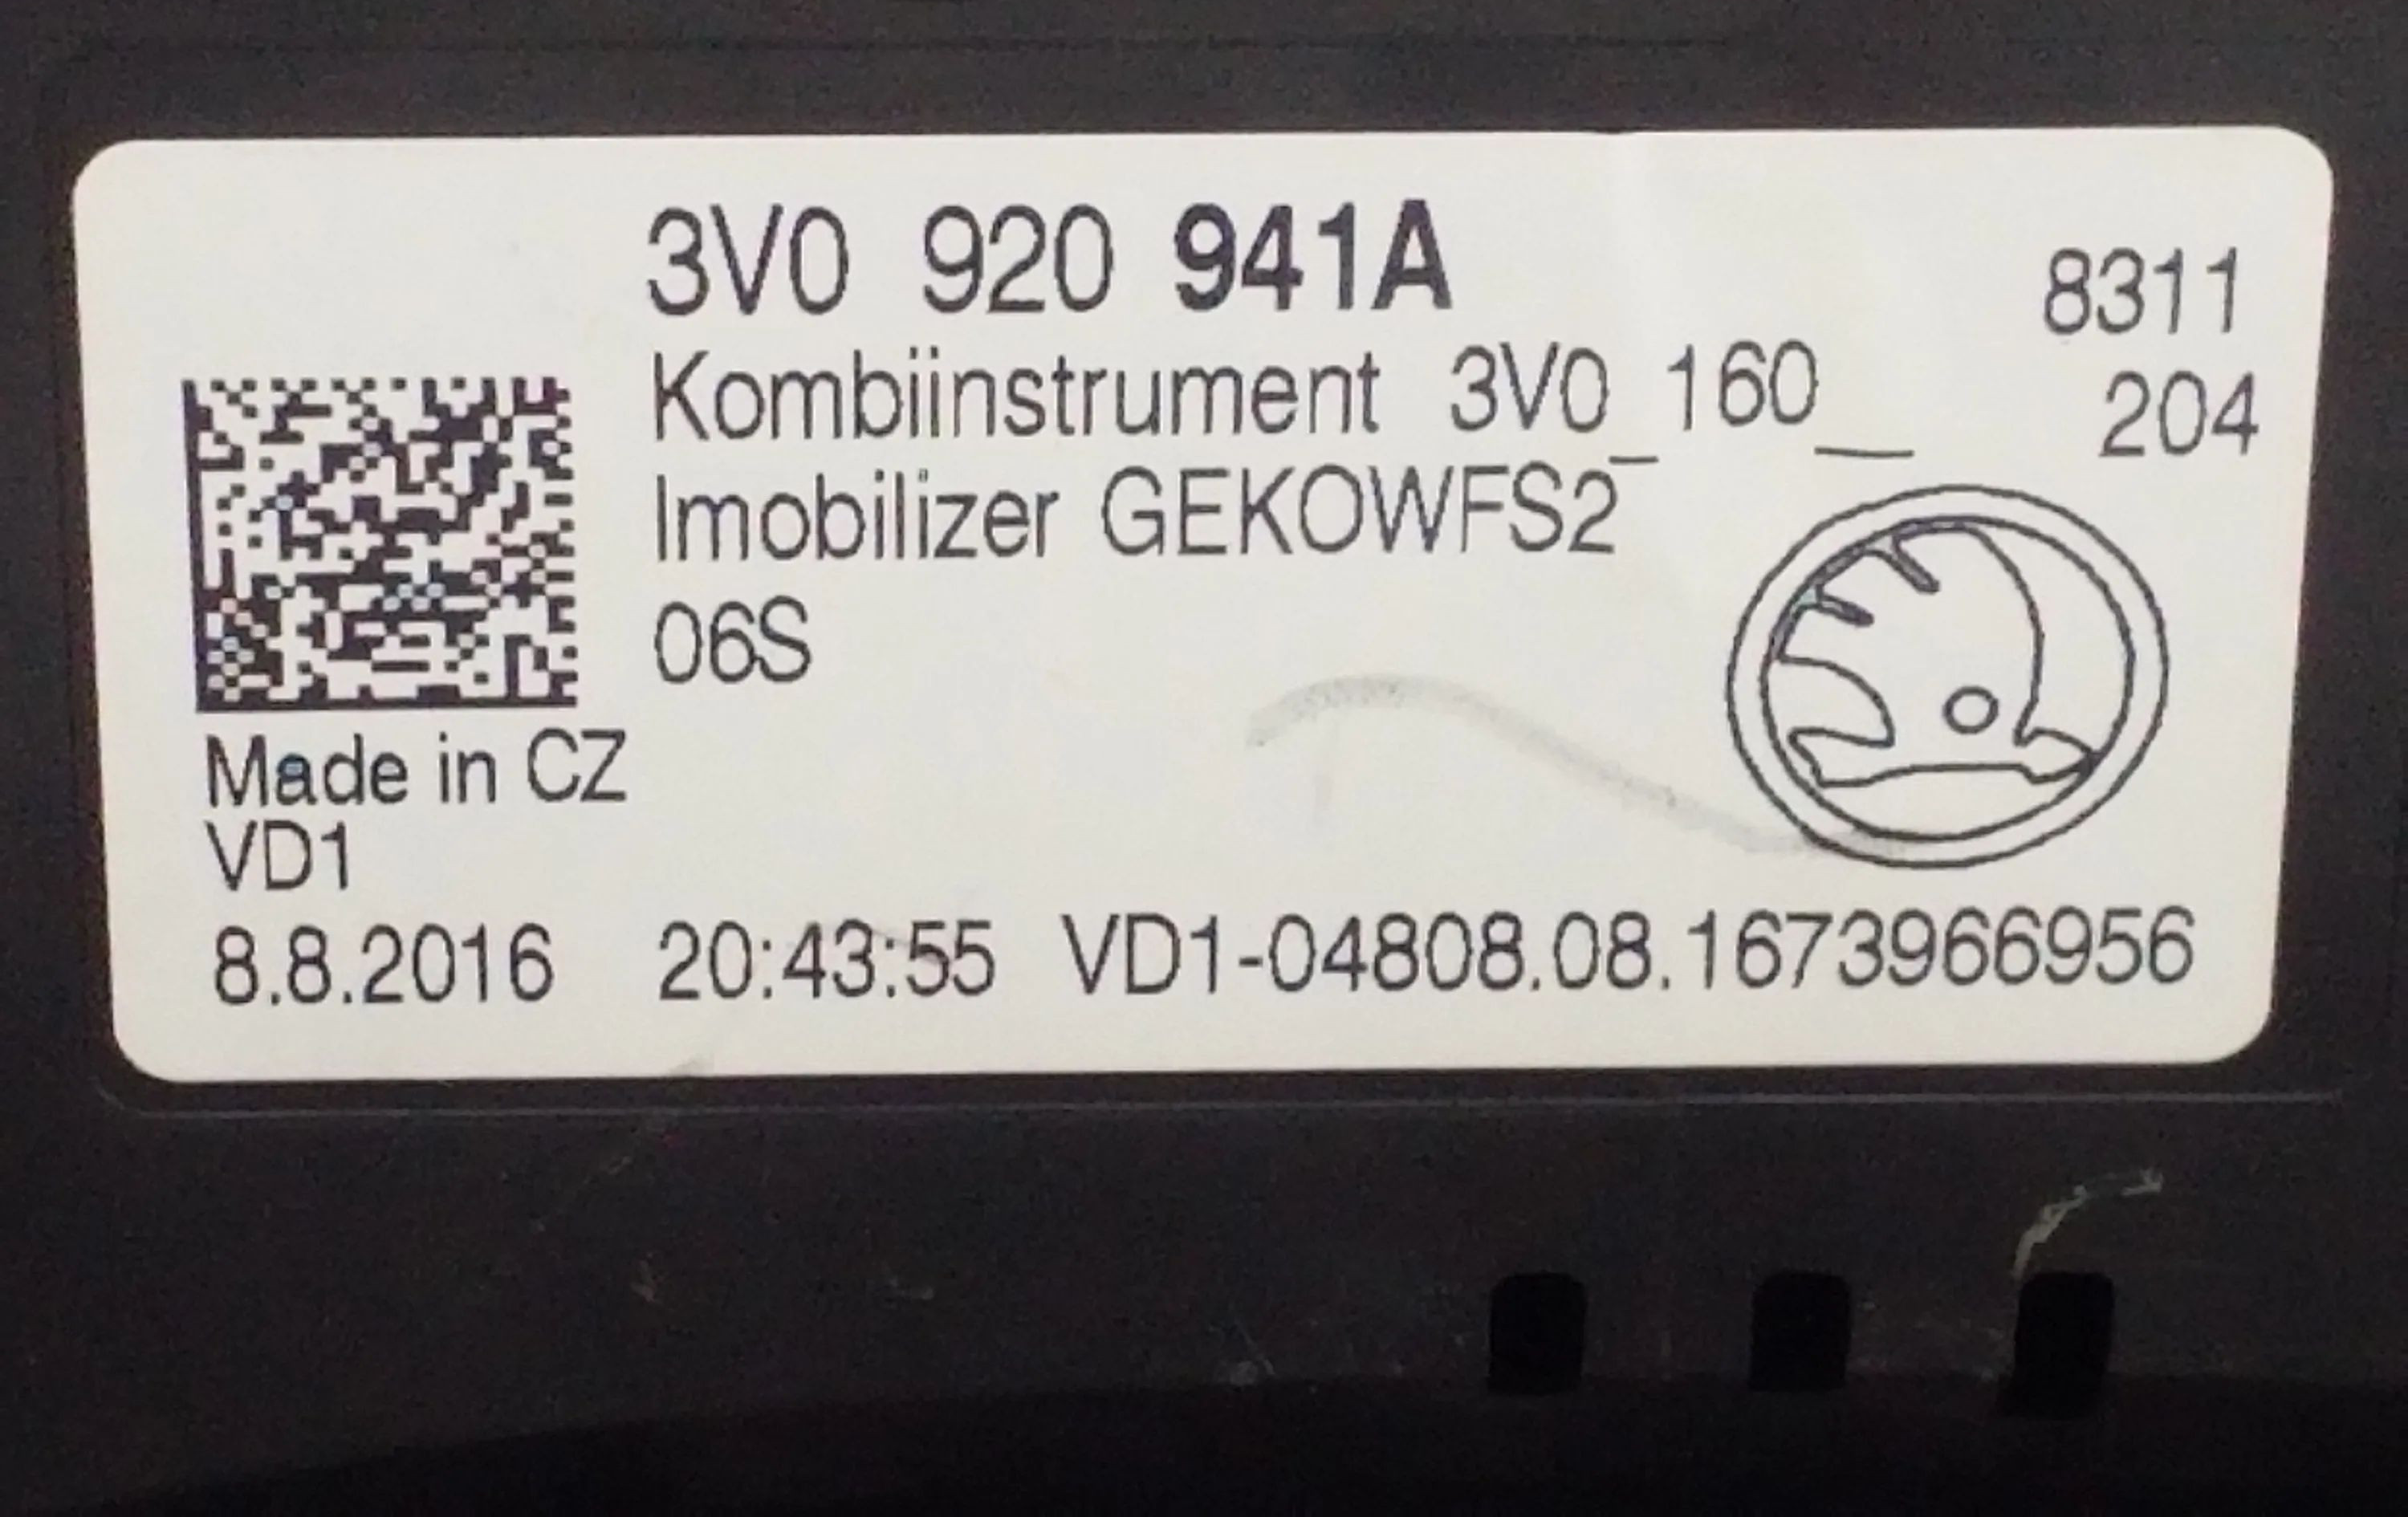 3V0 920 941A
8311
Kombiinstrument 3V0_160__
204
Imobilizer GEKOWFS2
06S
Made in CZ
VD1
8.8.2016 20:43:55 VD1-04808.08.1673966956